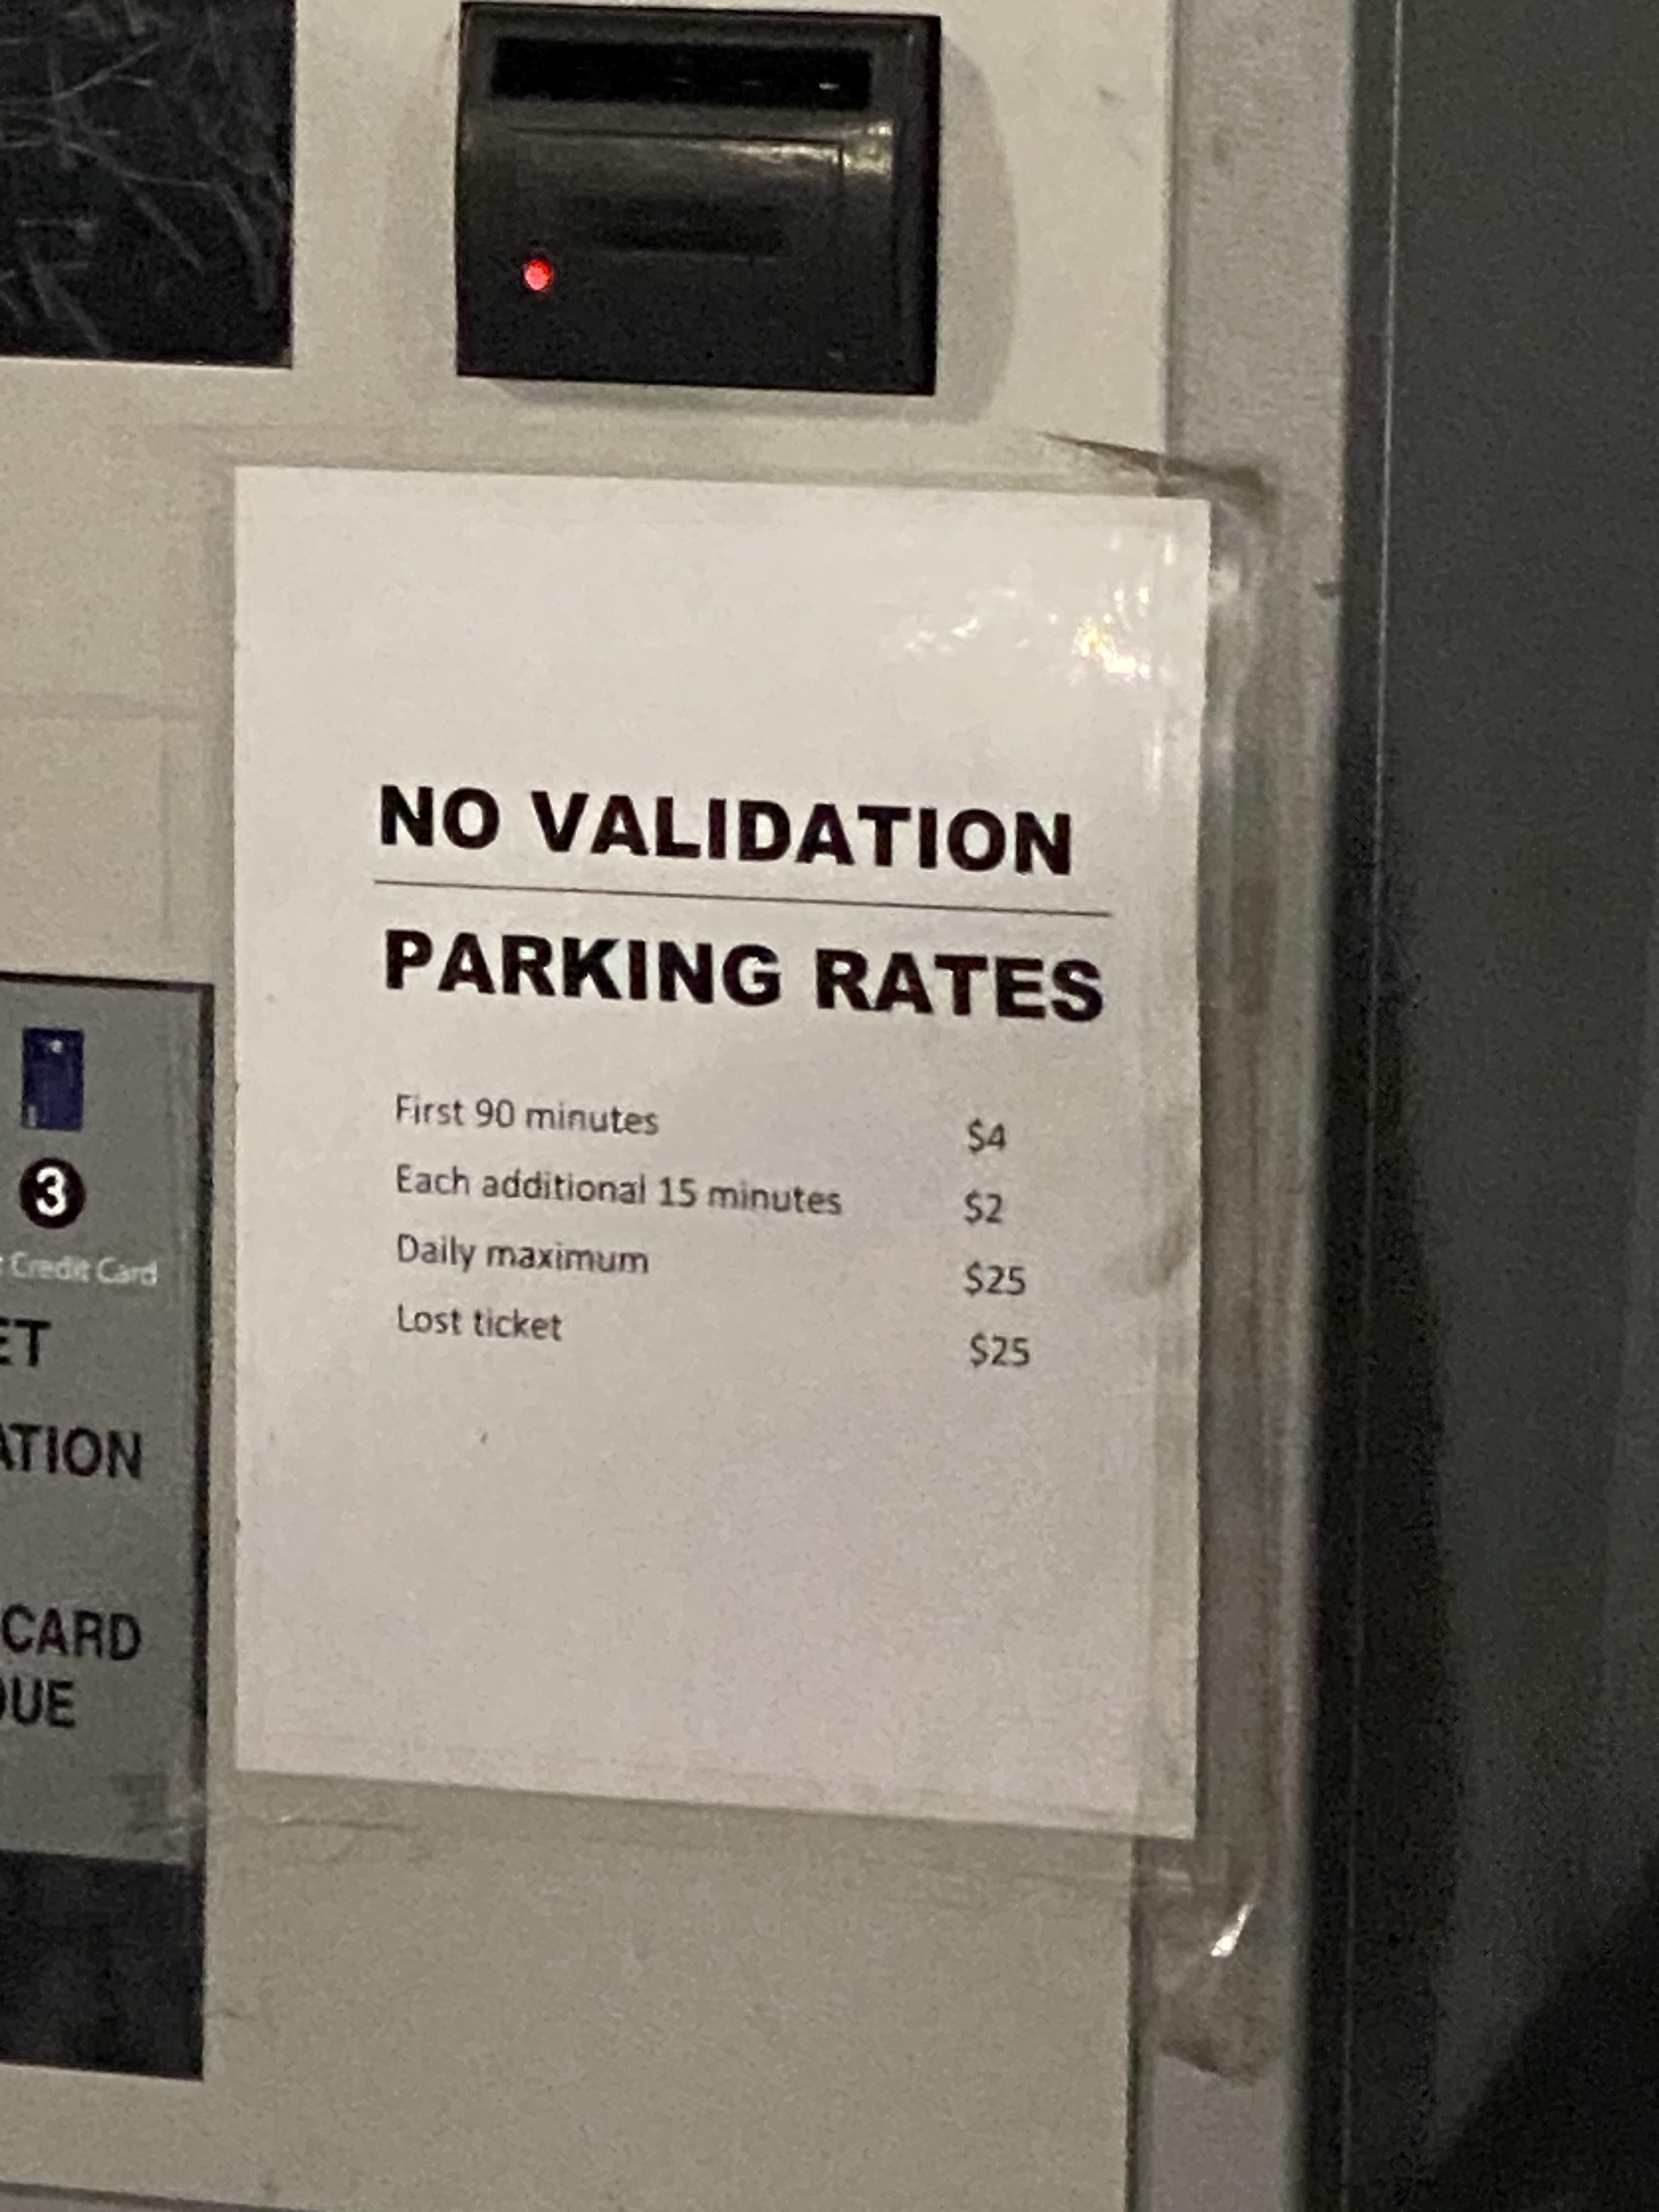 NO VALIDATION
PARKING RATES
First 90 minutes $4
Each additional 15 minutes $2
Daily maximum $25
Lost ticket $25
3
Credit Card
ET
ATION
CARD
DUE